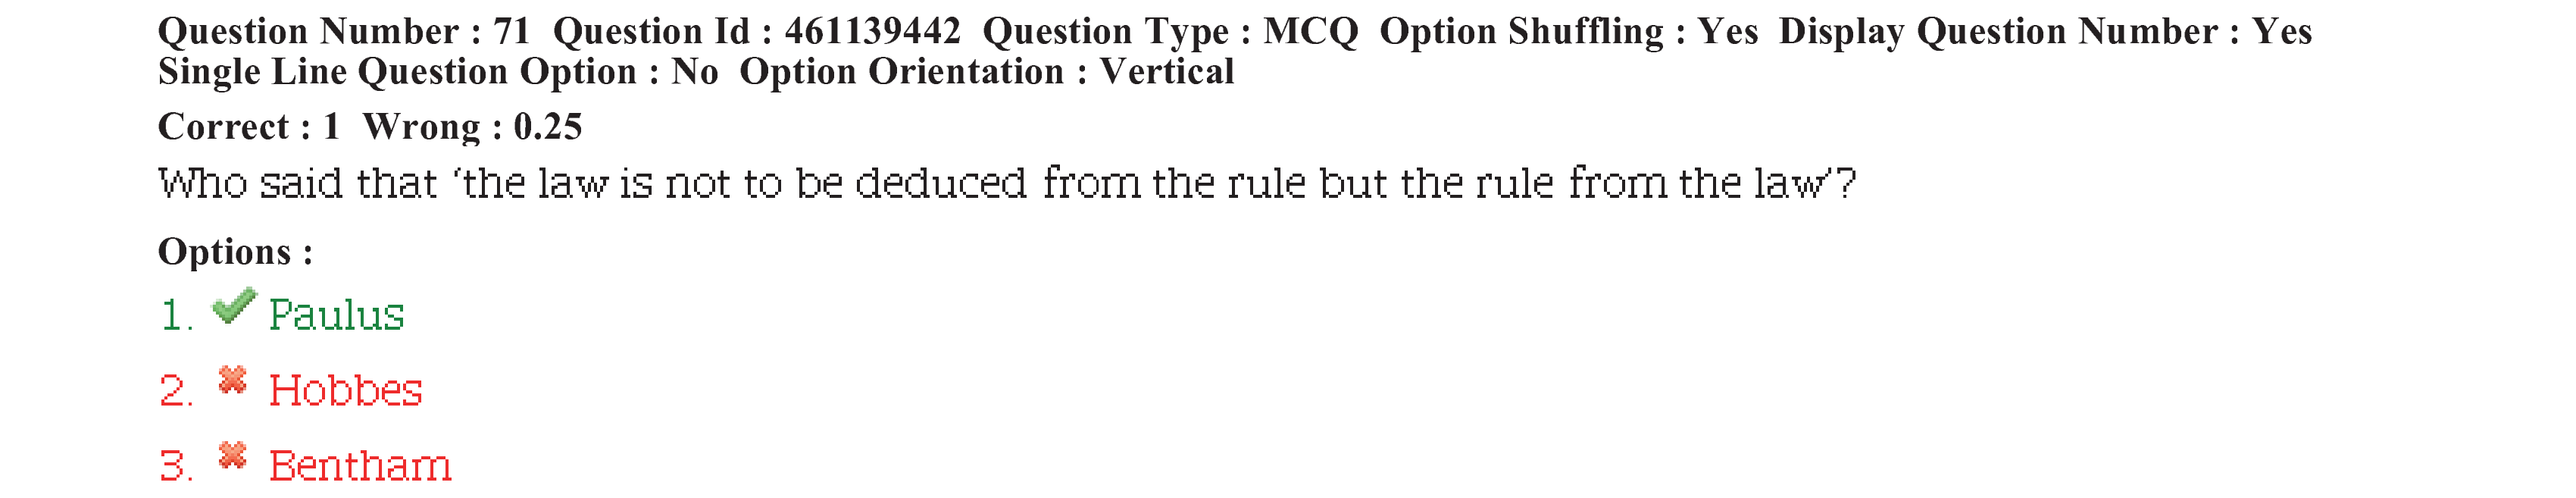 Question Number : 71 Question Id : 461139442 Question Type : MCQ Option Shuffling : Yes Display Question Number : Yes
Single Line Question Option : No Option Orientation : Vertical
Correct : 1 Wrong : 0.25
Who said that ‘the law is not to be deduced from the rule but the rule from the law’?
Options :
1. Paulus
2. Hobbes
3. Bentham